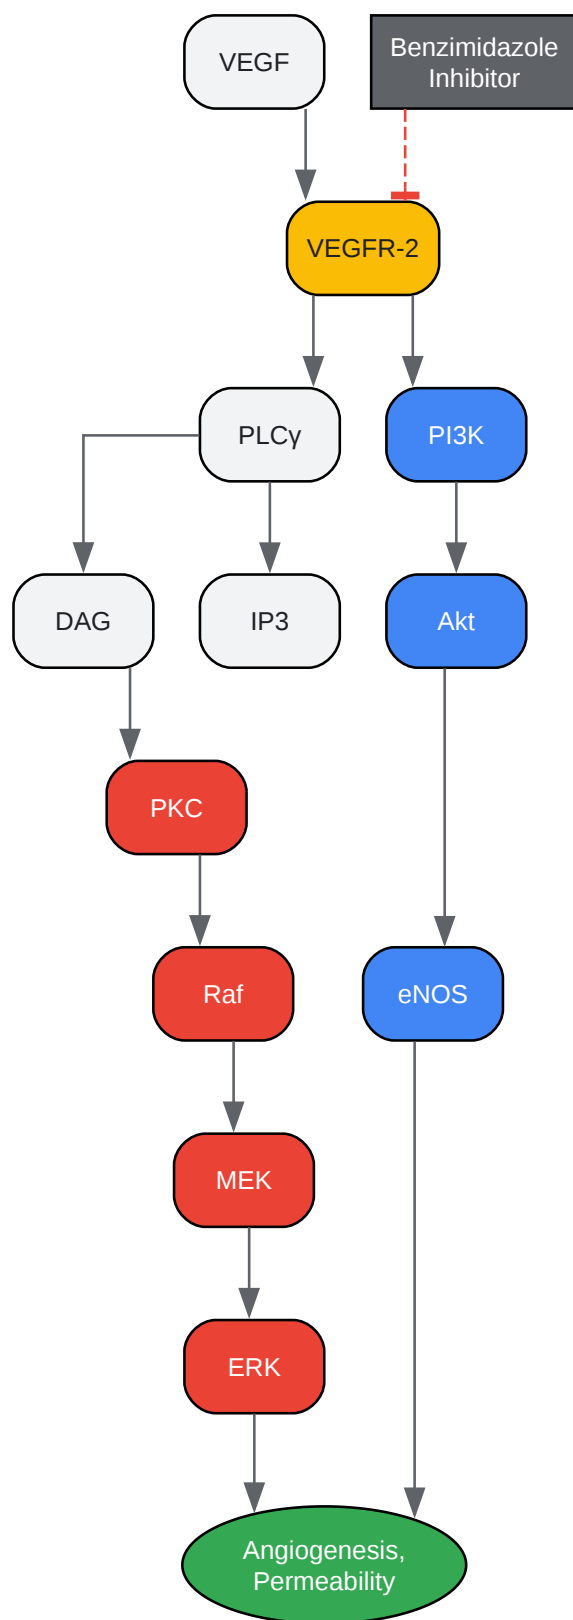 VEGF
Benzimidazole
Inhibitor
VEGFR-2
PLCγ
PI3K
DAG
IP3
Akt
PKC
Raf
eNOS
MEK
ERK
Angiogenesis,
Permeability